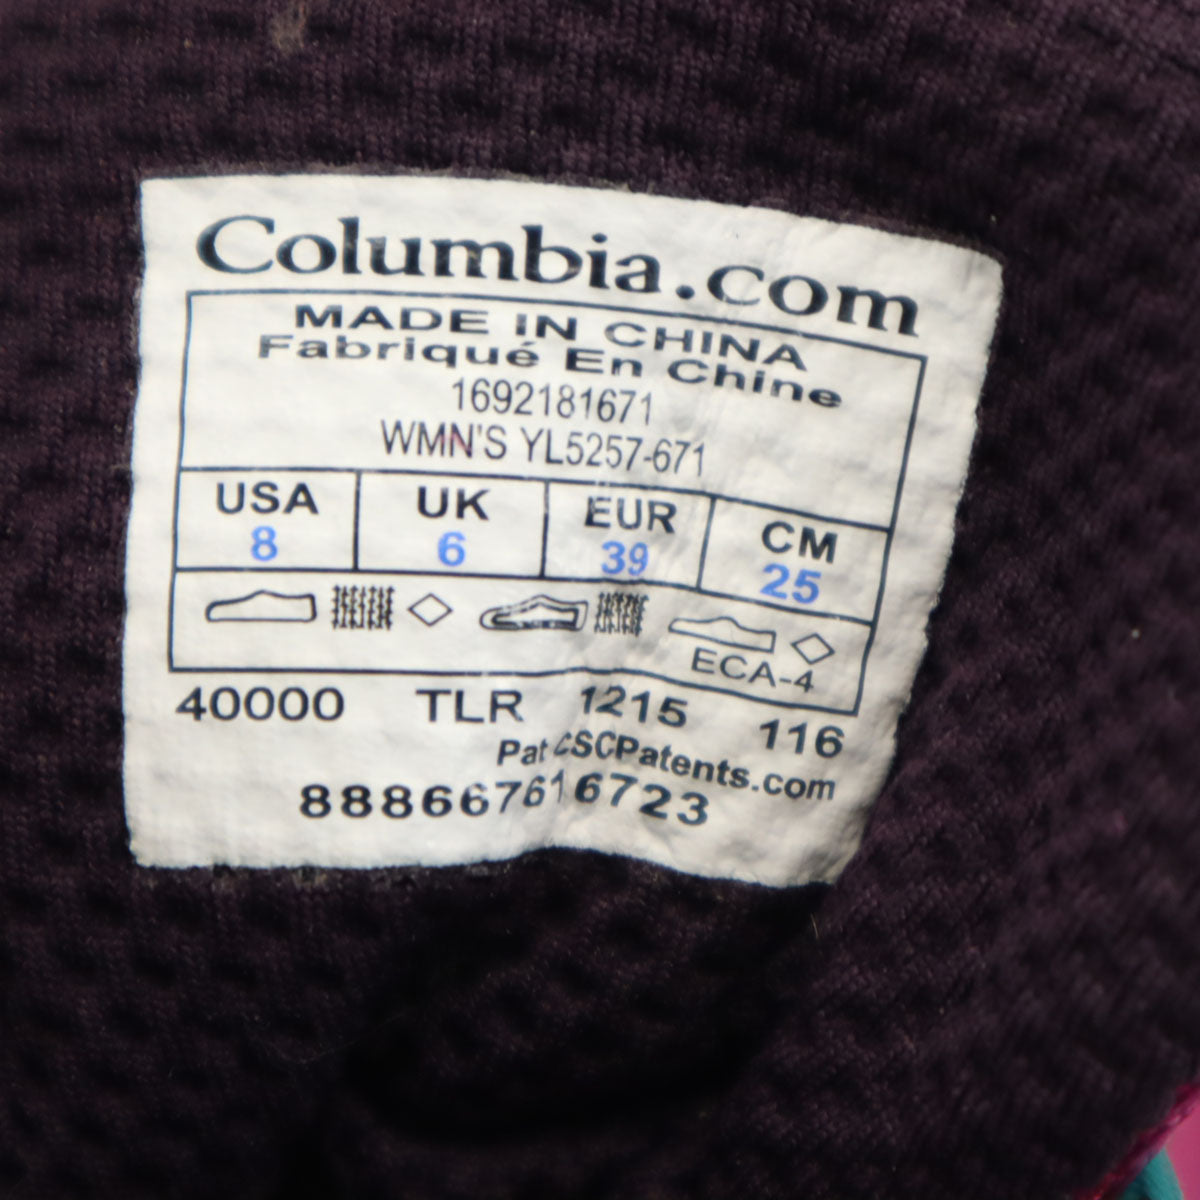 Columbia.com
MADE IN CHINA
Fabriqué En Chine
1692181671
WMN'S YL5257-671
USA UK EUR CM
8 6 39 25
ECA-4
40000 TLR 1215 116
Pat CSCPatents.com
888667616723